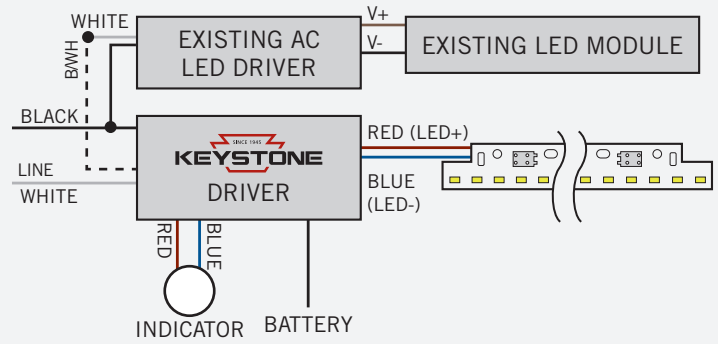 WHITE
V+
V-
B/WH
EXISTING AC
LED DRIVER
EXISTING LED MODULE
BLACK
SINCE 1945
KEYSTONE
DRIVER
RED (LED+)
BLUE
(LED-)
LINE
WHITE
RED
BLUE
INDICATOR
BATTERY